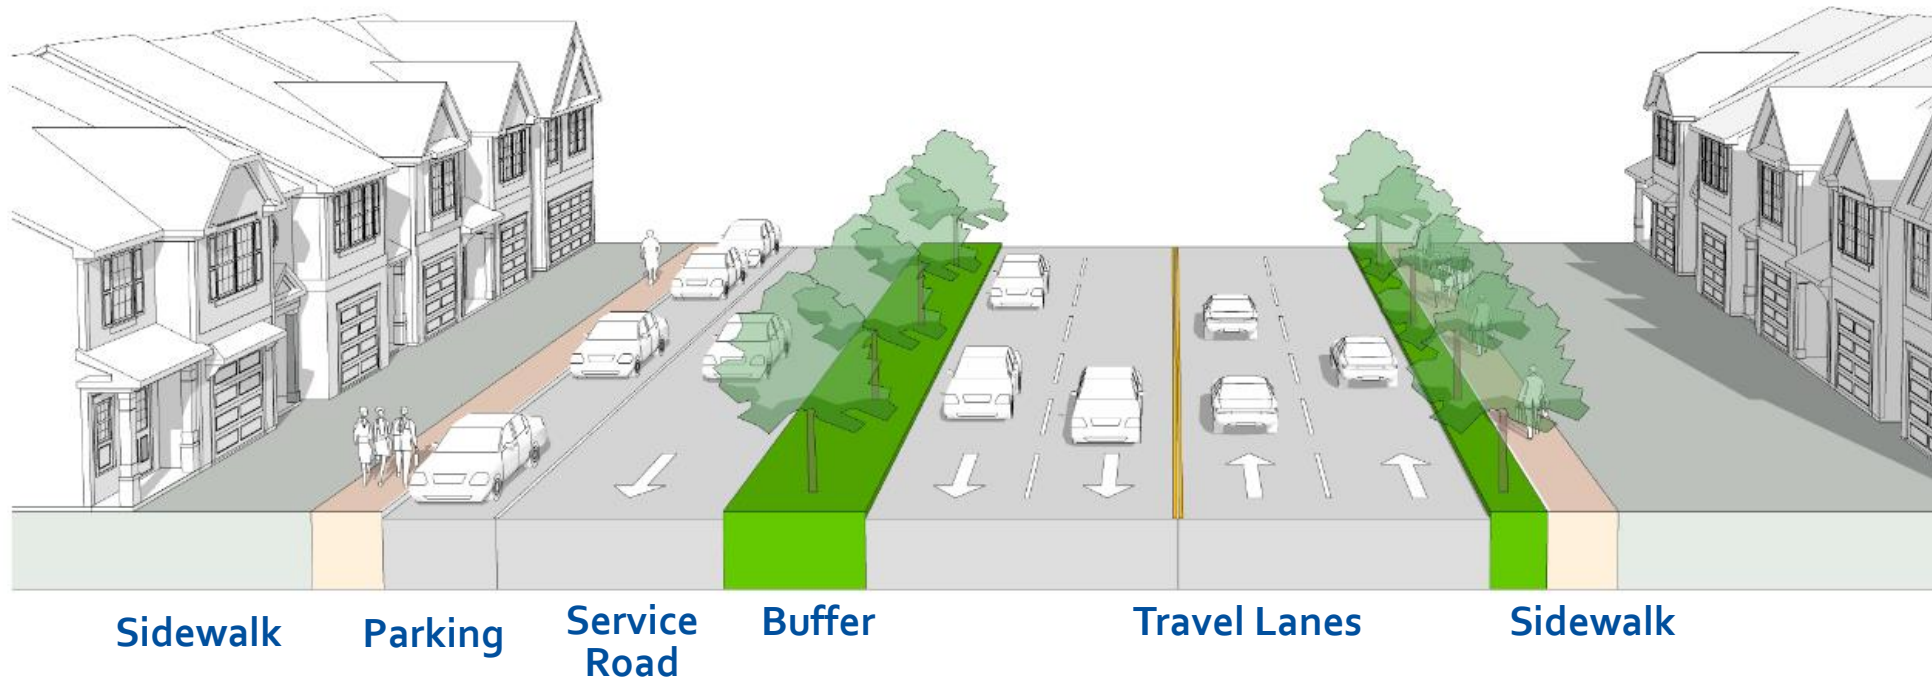 Sidewalk
Parking
Service
Road
Buffer
Travel Lanes
Sidewalk